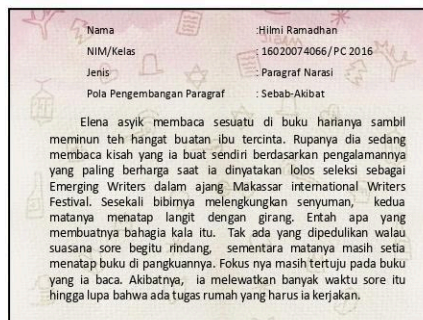 Nama :Hilmi Ramadhan
NIM/Kelas : 16020074066/PC 2016
Jenis : Paragraf Narasi
Pola Pengembangan Paragraf : Sebab-Akibat
Elena asyik membaca sesuatu di buku harianya sambil
meminun teh hangat buatan ibu tercinta. Rupanya dia sedang
membaca kisah yang ia buat sendiri berdasarkan pengalamannya
yang paling berharga saat ia dinyatakan lolos seleksi sebagai
Emerging Writers dalam ajang Makassar international Writers
Festival. Sesekali bibirnya melengkungkan senyuman, kedua
matanya menatap langit dengan girang. Entah apa yang
membuatnya bahagia kala itu. Tak ada yang dipedulikan walau
suasana sore begitu rindang, sementara matanya masih setia
menatap buku di pangkuannya. Fokus nya masih tertuju pada buku
yang ia baca. Akibatnya, ia melewatkan banyak waktu sore itu
hingga lupa bahwa ada tugas rumah yang harus ia kerjakan.